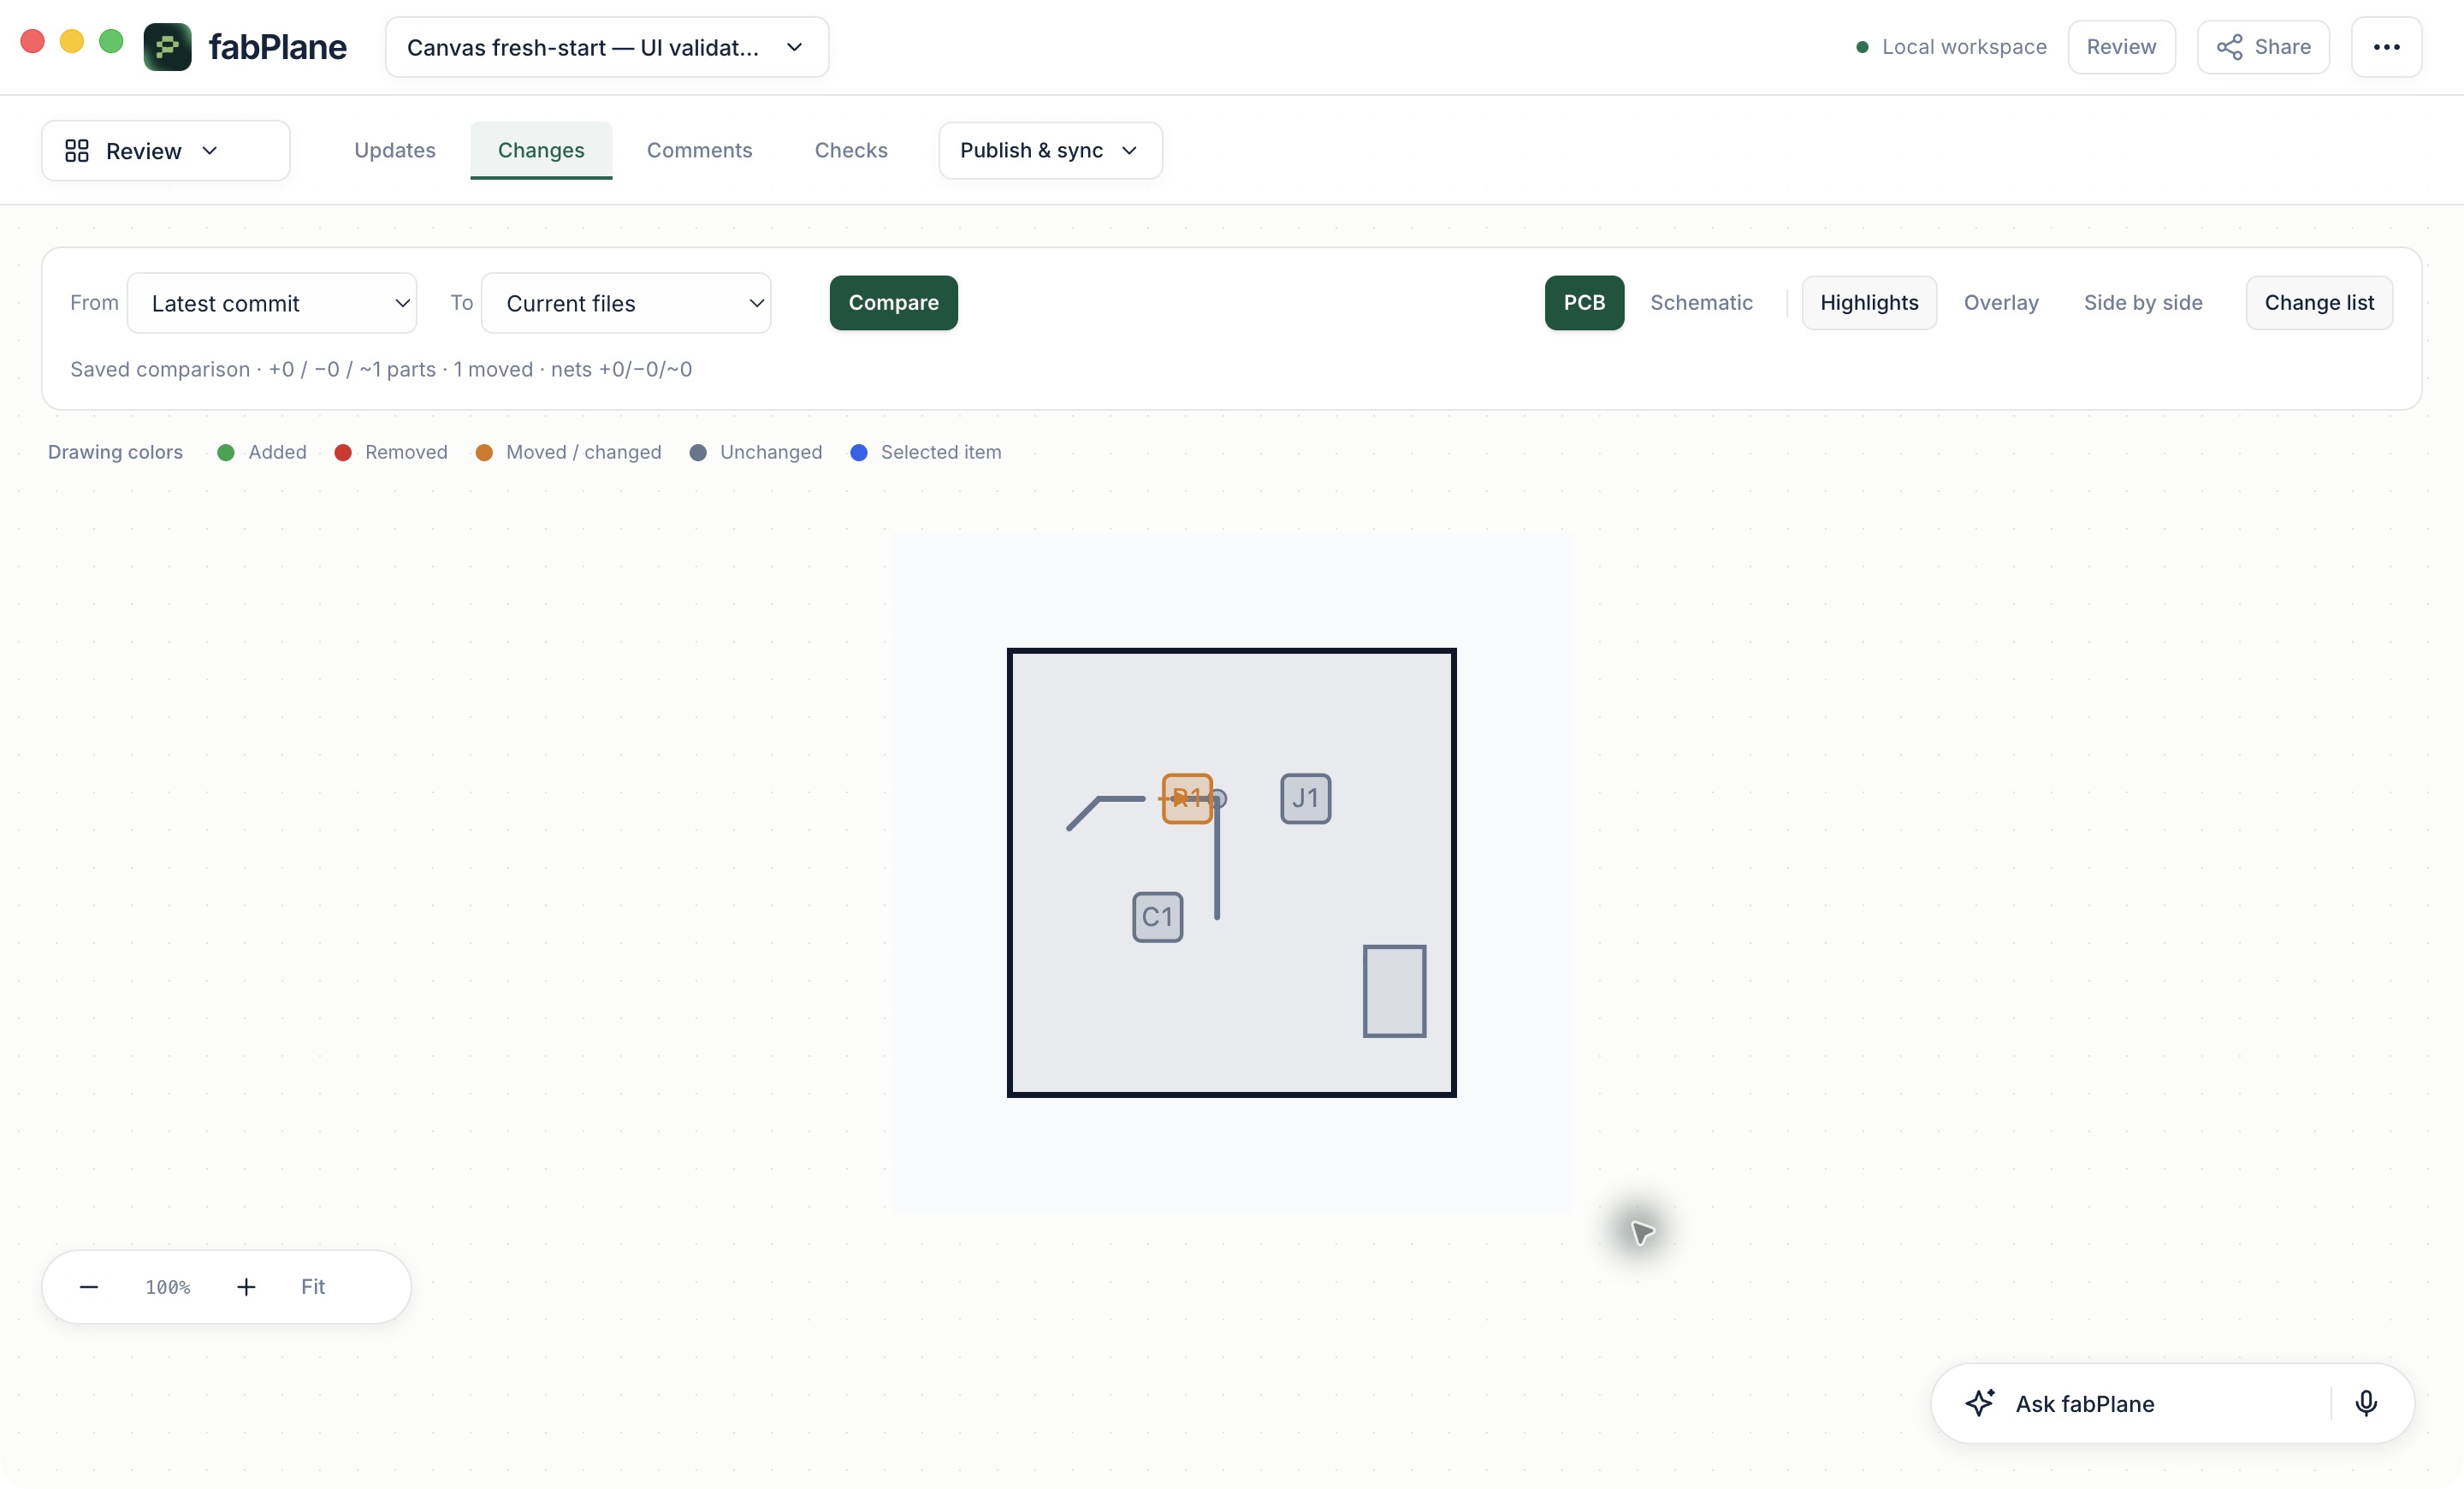 fabPlane
Canvas fresh-start — UI validat...
Local workspace
Review
Share
Review
Updates
Changes
Comments
Checks
Publish & sync
From
Latest commit
To
Current files
Compare
PCB
Schematic
Highlights
Overlay
Side by side
Change list
Saved comparison · +0 / −0 / ~1 parts · 1 moved · nets +0/−0/~0
Drawing colors
Added
Removed
Moved / changed
Unchanged
Selected item
R1
J1
C1
100%
Fit
Ask fabPlane